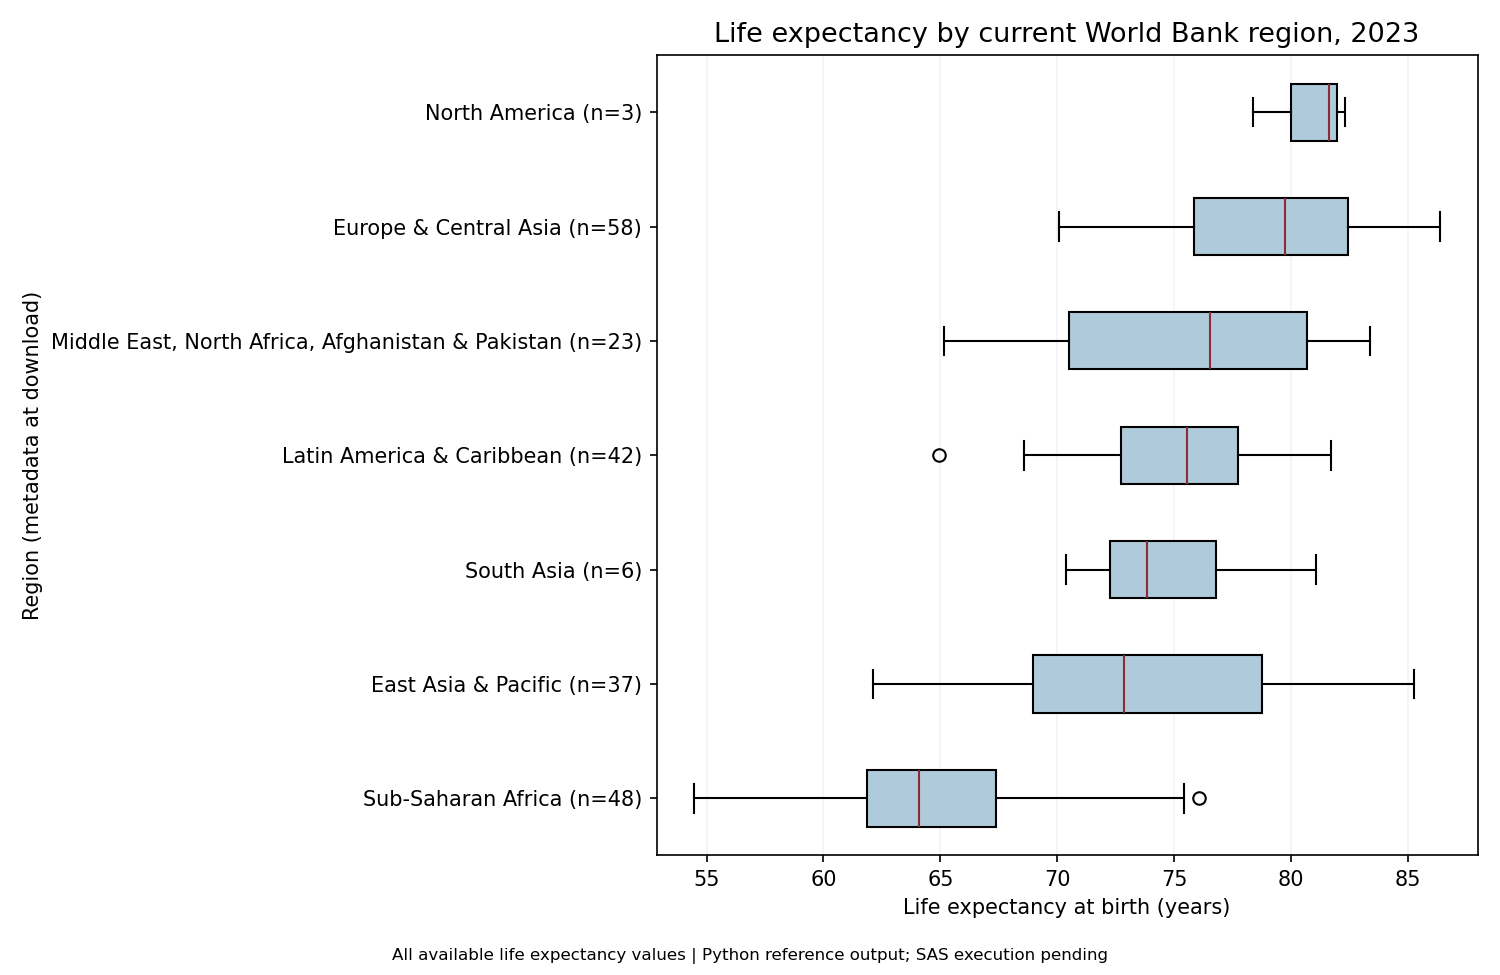 Life expectancy by current World Bank region, 2023
Region (metadata at download)
North America (n=3)
Europe & Central Asia (n=58)
Middle East, North Africa, Afghanistan & Pakistan (n=23)
Latin America & Caribbean (n=42)
South Asia (n=6)
East Asia & Pacific (n=37)
Sub-Saharan Africa (n=48)
55 60 65 70 75 80 85
Life expectancy at birth (years)
All available life expectancy values | Python reference output; SAS execution pending